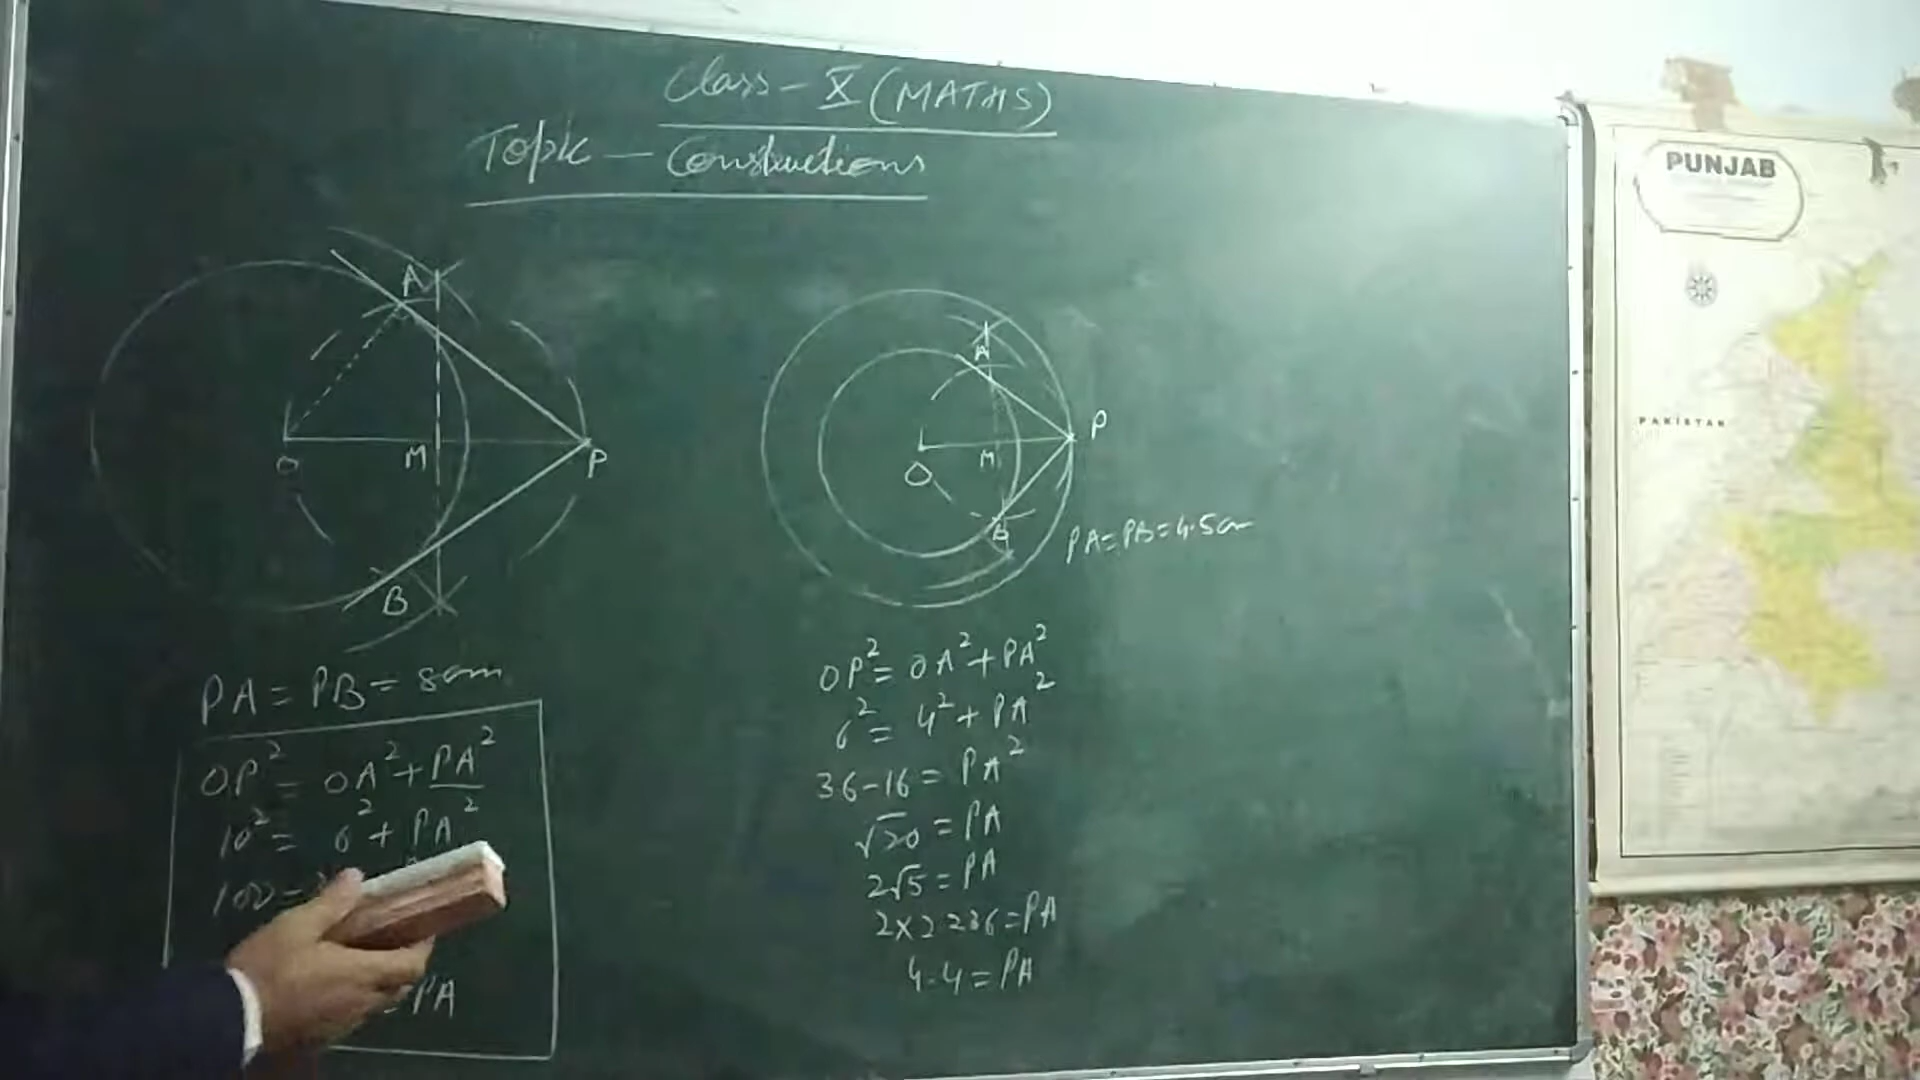 Class - X (MATHS)
Topic - Constructions
A
O
M
P
B
PA = PB = 8cm
OP² = OA² + PA²
10² = 6² + PA²
100 -
= PA
A
P
O
M
B
PA = PB = 4.5cm
OP² = OA² + PA²
6² = 4² + PA²
36-16 = PA²
√20 = PA
2√5 = PA
2×2.236 = PA
4.4 = PA
PUNJAB
PAKISTAN